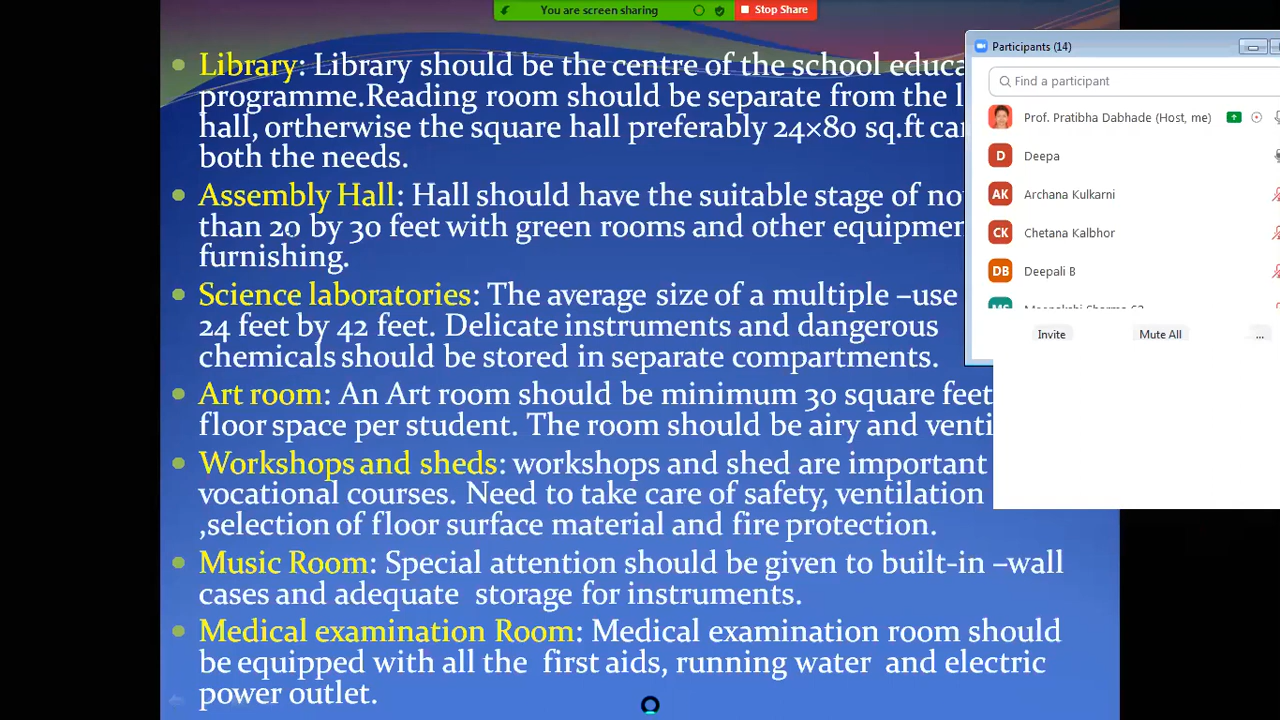 You are screen sharing
Stop Share
Library: Library should be the centre of the school educa
programme.Reading room should be separate from the l
hall, ortherwise the square hall preferably 24×80 sq.ft can
both the needs.
Assembly Hall: Hall should have the suitable stage of no
than 20 by 30 feet with green rooms and other equipmen
furnishing.
Science laboratories: The average size of a multiple –use
24 feet by 42 feet. Delicate instruments and dangerous
chemicals should be stored in separate compartments.
Art room: An Art room should be minimum 30 square feet
floor space per student. The room should be airy and venti
Workshops and sheds: workshops and shed are important
vocational courses. Need to take care of safety, ventilation
,selection of floor surface material and fire protection.
Music Room: Special attention should be given to built-in –wall
cases and adequate storage for instruments.
Medical examination Room: Medical examination room should
be equipped with all the first aids, running water and electric
power outlet.
Participants (14)
Find a participant
Prof. Pratibha Dabhade (Host, me)
D Deepa
AK Archana Kulkarni
CK Chetana Kalbhor
DB Deepali B
Invite Mute All ...